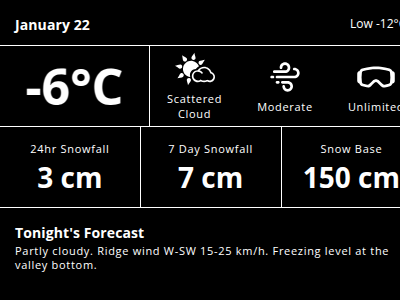 January 22
Low -12°
-6°C
Scattered
Cloud
Moderate
Unlimited
24hr Snowfall
3 cm
7 Day Snowfall
7 cm
Snow Base
150 cm
Tonight's Forecast
Partly cloudy. Ridge wind W-SW 15-25 km/h. Freezing level at the
valley bottom.